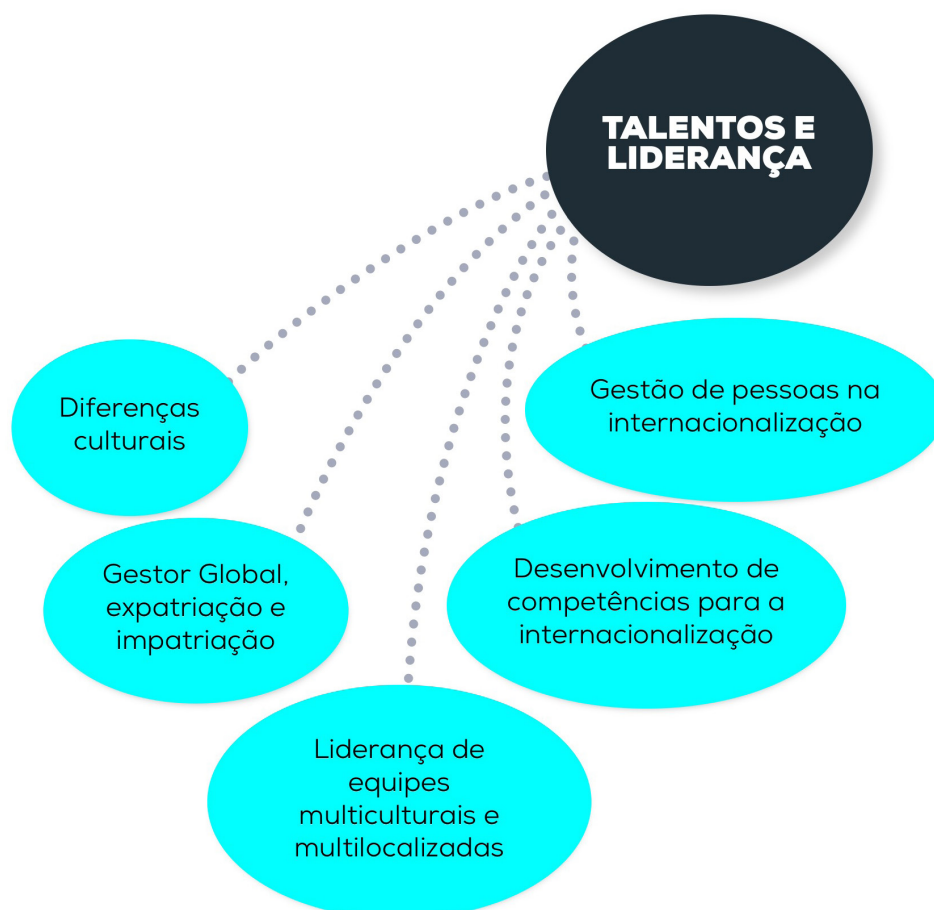 TALENTOS E
LIDERANÇA
Diferenças
culturais
Gestão de pessoas na
internacionalização
Gestor Global,
expatriação e
impatriação
Desenvolvimento de
competências para a
internacionalização
Liderança de
equipes
multiculturais e
multilocalizadas